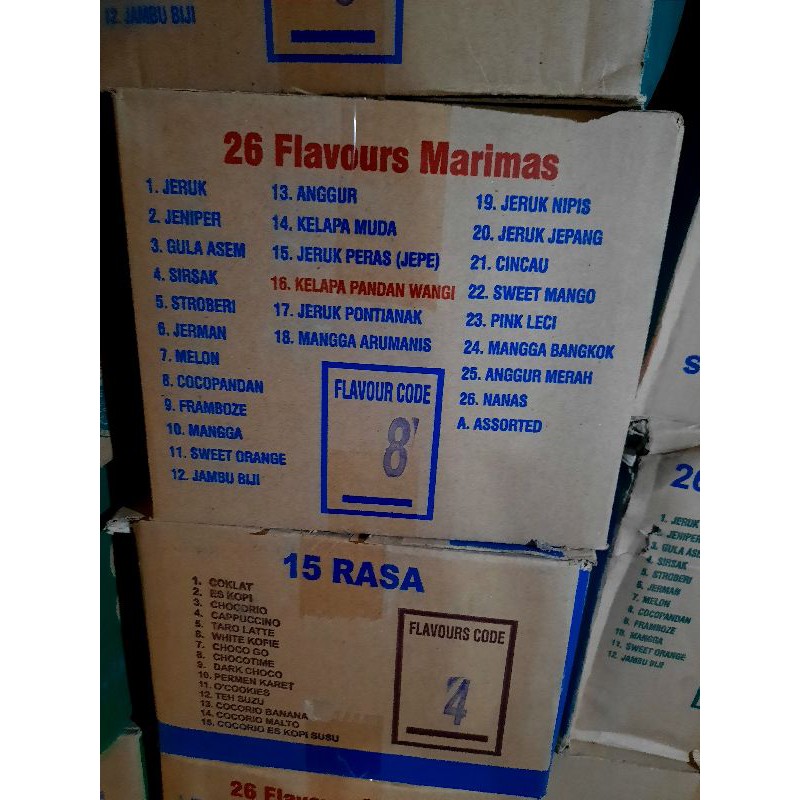 12. JAMBU BIJI
26 Flavours Marimas
1. JERUK
2. JENIPER
3. GULA ASEM
4. SIRSAK
5. STROBERI
6. JERMAN
7. MELON
8. COCOPANDAN
9. FRAMBOZE
10. MANGGA
11. SWEET ORANGE
12. JAMBU BIJI
13. ANGGUR
14. KELAPA MUDA
15. JERUK PERAS (JEPE)
16. KELAPA PANDAN WANGI
17. JERUK PONTIANAK
18. MANGGA ARUMANIS
19. JERUK NIPIS
20. JERUK JEPANG
21. CINCAU
22. SWEET MANGO
23. PINK LECI
24. MANGGA BANGKOK
25. ANGGUR MERAH
26. NANAS
A. ASSORTED
FLAVOUR CODE
8
15 RASA
1. COKLAT
2. ES KOPI
3. CHOCORIO
4. CAPPUCCINO
5. TARO LATTE
6. WHITE KOFIE
7. CHOCO GO
8. CHOCOTIME
9. DARK CHOCO
10. PERMEN KARET
11. O'COOKIES
12. TEH SUZU
13. COCORIO BANANA
14. COCORIO MALTO
15. COCORIO ES KOPI SUSU
FLAVOURS CODE
4
26
1. JERUK
2. JENIPER
3. GULA ASE
4. SIRSAK
5. STROBERI
6. JERMAN
7. MELON
8. COCOPANDAN
9. FRAMBOZE
10. MANGGA
11. SWEET ORANGE
12. JAMBU BIJI
26 Flavours